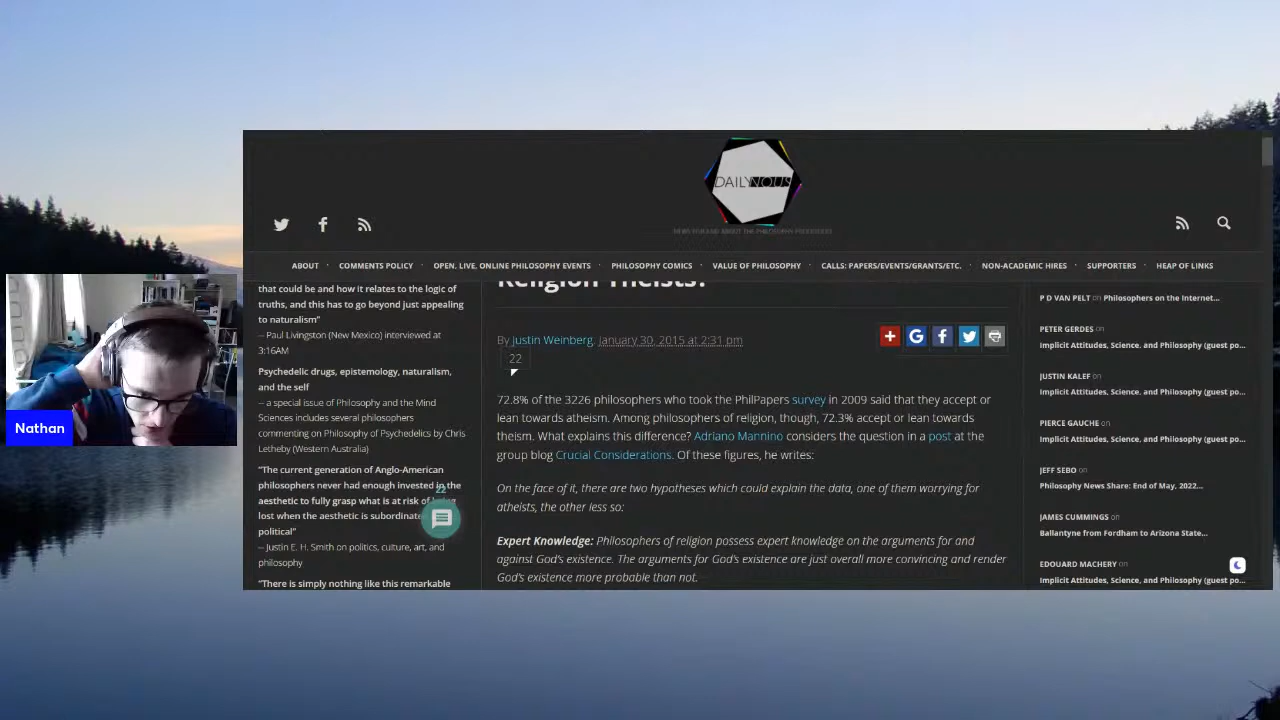 DAILYNOUS
NEWS FOR AND ABOUT THE PHILOSOPHY PROFESSION
ABOUT · COMMENTS POLICY · OPEN, LIVE, ONLINE PHILOSOPHY EVENTS · PHILOSOPHY COMICS · VALUE OF PHILOSOPHY · CALLS: PAPERS/EVENTS/GRANTS/ETC. · NON-ACADEMIC HIRES · SUPPORTERS · HEAP OF LINKS
that could be and how it relates to the logic of
truths, and this has to go beyond just appealing
to naturalism"
-- Paul Livingston (New Mexico) interviewed at
3:16AM
Psychedelic drugs, epistemology, naturalism,
and the self
-- a special issue of Philosophy and the Mind
Sciences includes several philosophers
commenting on Philosophy of Psychedelics by Chris
Letheby (Western Australia)
"The current generation of Anglo-American
philosophers never had enough invested in the
aesthetic to fully grasp what is at risk of being
lost when the aesthetic is subordinate
political"
-- Justin E. H. Smith on politics, culture, art, and
philosophy
"There is simply nothing like this remarkable
22
Religion Theists?
By Justin Weinberg. January 30, 2015 at 2:31 pm
22
72.8% of the 3226 philosophers who took the PhilPapers survey in 2009 said that they accept or
lean towards atheism. Among philosophers of religion, though, 72.3% accept or lean towards
theism. What explains this difference? Adriano Mannino considers the question in a post at the
group blog Crucial Considerations. Of these figures, he writes:
On the face of it, there are two hypotheses which could explain the data, one of them worrying for
atheists, the other less so:
Expert Knowledge: Philosophers of religion possess expert knowledge on the arguments for and
against God's existence. The arguments for God's existence are just overall more convincing and render
God's existence more probable than not.
P D VAN PELT on Philosophers on the Internet...
PETER GERDES on
Implicit Attitudes, Science, and Philosophy (guest po...
JUSTIN KALEF on
Implicit Attitudes, Science, and Philosophy (guest po...
PIERCE GAUCHE on
Implicit Attitudes, Science, and Philosophy (guest po...
JEFF SEBO on
Philosophy News Share: End of May, 2022...
JAMES CUMMINGS on
Ballantyne from Fordham to Arizona State...
EDOUARD MACHERY on
Implicit Attitudes, Science, and Philosophy (guest po...
Nathan